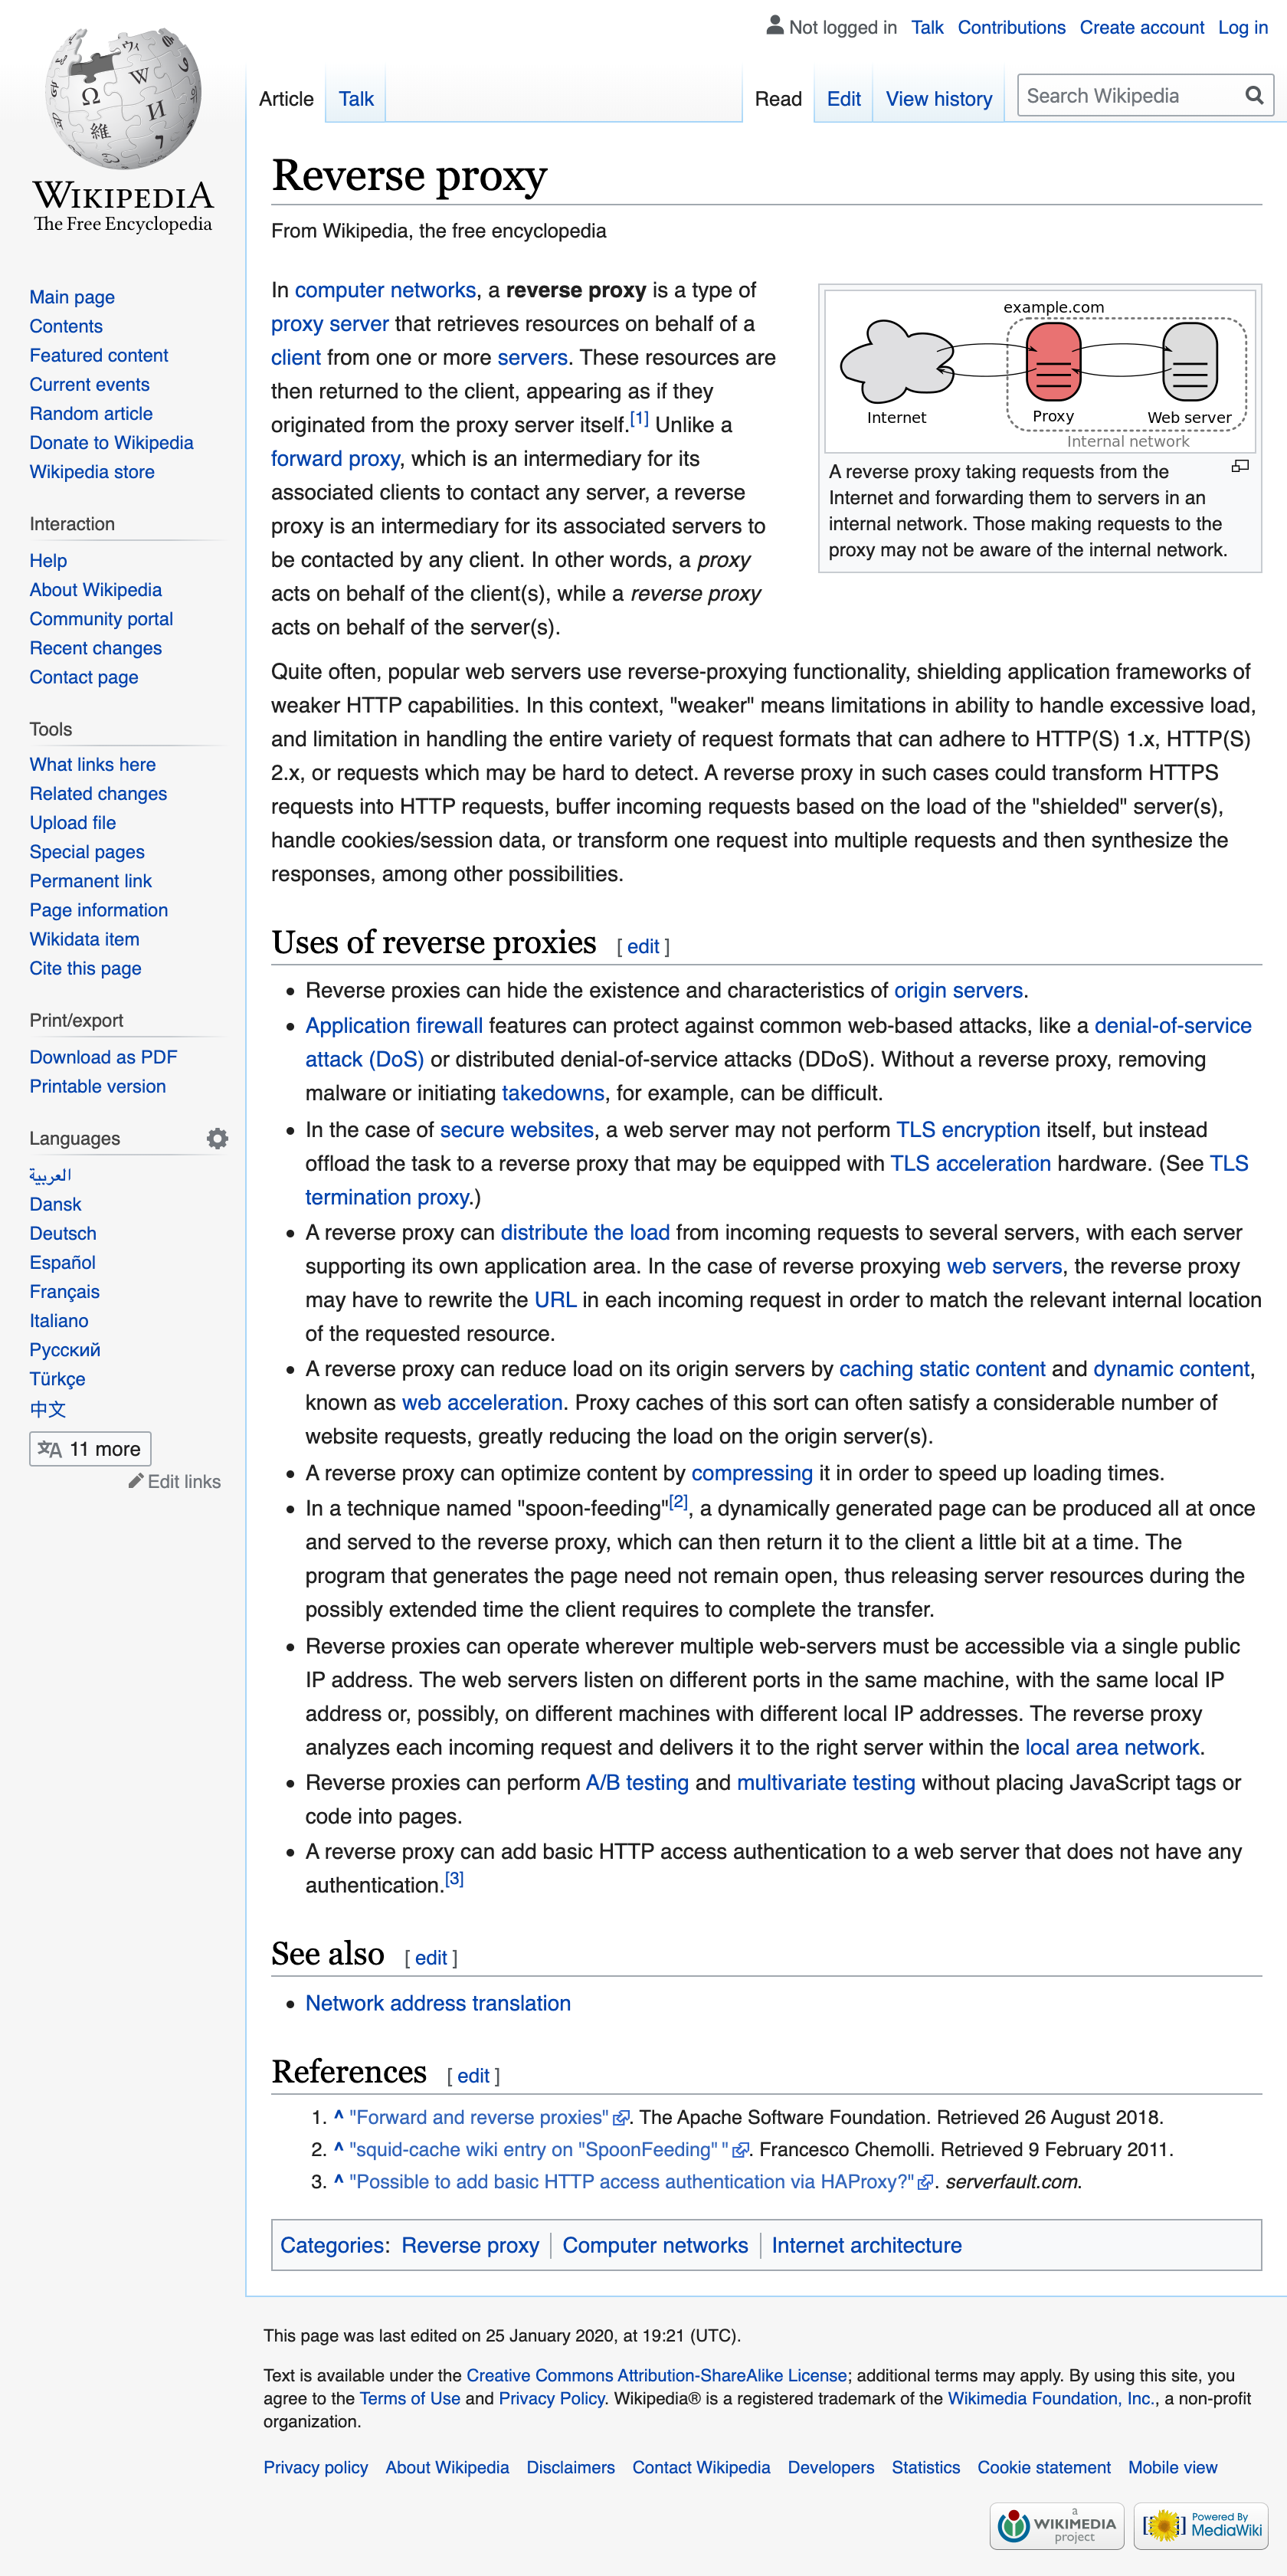 Not logged in Talk Contributions Create account Log in
Article Talk Read Edit View history Search Wikipedia
WIKIPEDIA
The Free Encyclopedia
Main page
Contents
Featured content
Current events
Random article
Donate to Wikipedia
Wikipedia store
Interaction
Help
About Wikipedia
Community portal
Recent changes
Contact page
Tools
What links here
Related changes
Upload file
Special pages
Permanent link
Page information
Wikidata item
Cite this page
Print/export
Download as PDF
Printable version
Languages
العربية
Dansk
Deutsch
Español
Français
Italiano
Русский
Türkçe
中文
11 more
Edit links
Reverse proxy
From Wikipedia, the free encyclopedia
In computer networks, a reverse proxy is a type of
proxy server that retrieves resources on behalf of a
client from one or more servers. These resources are
then returned to the client, appearing as if they
originated from the proxy server itself.[1] Unlike a
forward proxy, which is an intermediary for its
associated clients to contact any server, a reverse
proxy is an intermediary for its associated servers to
be contacted by any client. In other words, a proxy
acts on behalf of the client(s), while a reverse proxy
acts on behalf of the server(s).
example.com
Internet Proxy Web server
Internal network
A reverse proxy taking requests from the
Internet and forwarding them to servers in an
internal network. Those making requests to the
proxy may not be aware of the internal network.
Quite often, popular web servers use reverse-proxying functionality, shielding application frameworks of
weaker HTTP capabilities. In this context, "weaker" means limitations in ability to handle excessive load,
and limitation in handling the entire variety of request formats that can adhere to HTTP(S) 1.x, HTTP(S)
2.x, or requests which may be hard to detect. A reverse proxy in such cases could transform HTTPS
requests into HTTP requests, buffer incoming requests based on the load of the "shielded" server(s),
handle cookies/session data, or transform one request into multiple requests and then synthesize the
responses, among other possibilities.
Uses of reverse proxies [ edit ]
• Reverse proxies can hide the existence and characteristics of origin servers.
• Application firewall features can protect against common web-based attacks, like a denial-of-service
attack (DoS) or distributed denial-of-service attacks (DDoS). Without a reverse proxy, removing
malware or initiating takedowns, for example, can be difficult.
• In the case of secure websites, a web server may not perform TLS encryption itself, but instead
offload the task to a reverse proxy that may be equipped with TLS acceleration hardware. (See TLS
termination proxy.)
• A reverse proxy can distribute the load from incoming requests to several servers, with each server
supporting its own application area. In the case of reverse proxying web servers, the reverse proxy
may have to rewrite the URL in each incoming request in order to match the relevant internal location
of the requested resource.
• A reverse proxy can reduce load on its origin servers by caching static content and dynamic content,
known as web acceleration. Proxy caches of this sort can often satisfy a considerable number of
website requests, greatly reducing the load on the origin server(s).
• A reverse proxy can optimize content by compressing it in order to speed up loading times.
• In a technique named "spoon-feeding"[2], a dynamically generated page can be produced all at once
and served to the reverse proxy, which can then return it to the client a little bit at a time. The
program that generates the page need not remain open, thus releasing server resources during the
possibly extended time the client requires to complete the transfer.
• Reverse proxies can operate wherever multiple web-servers must be accessible via a single public
IP address. The web servers listen on different ports in the same machine, with the same local IP
address or, possibly, on different machines with different local IP addresses. The reverse proxy
analyzes each incoming request and delivers it to the right server within the local area network.
• Reverse proxies can perform A/B testing and multivariate testing without placing JavaScript tags or
code into pages.
• A reverse proxy can add basic HTTP access authentication to a web server that does not have any
authentication.[3]
See also [ edit ]
• Network address translation
References [ edit ]
1. ^ "Forward and reverse proxies". The Apache Software Foundation. Retrieved 26 August 2018.
2. ^ "squid-cache wiki entry on "SpoonFeeding" ". Francesco Chemolli. Retrieved 9 February 2011.
3. ^ "Possible to add basic HTTP access authentication via HAProxy?". serverfault.com.
Categories: Reverse proxy | Computer networks | Internet architecture
This page was last edited on 25 January 2020, at 19:21 (UTC).
Text is available under the Creative Commons Attribution-ShareAlike License; additional terms may apply. By using this site, you
agree to the Terms of Use and Privacy Policy. Wikipedia® is a registered trademark of the Wikimedia Foundation, Inc., a non-profit
organization.
Privacy policy About Wikipedia Disclaimers Contact Wikipedia Developers Statistics Cookie statement Mobile view
a
WIKIMEDIA
project
Powered By
MediaWiki